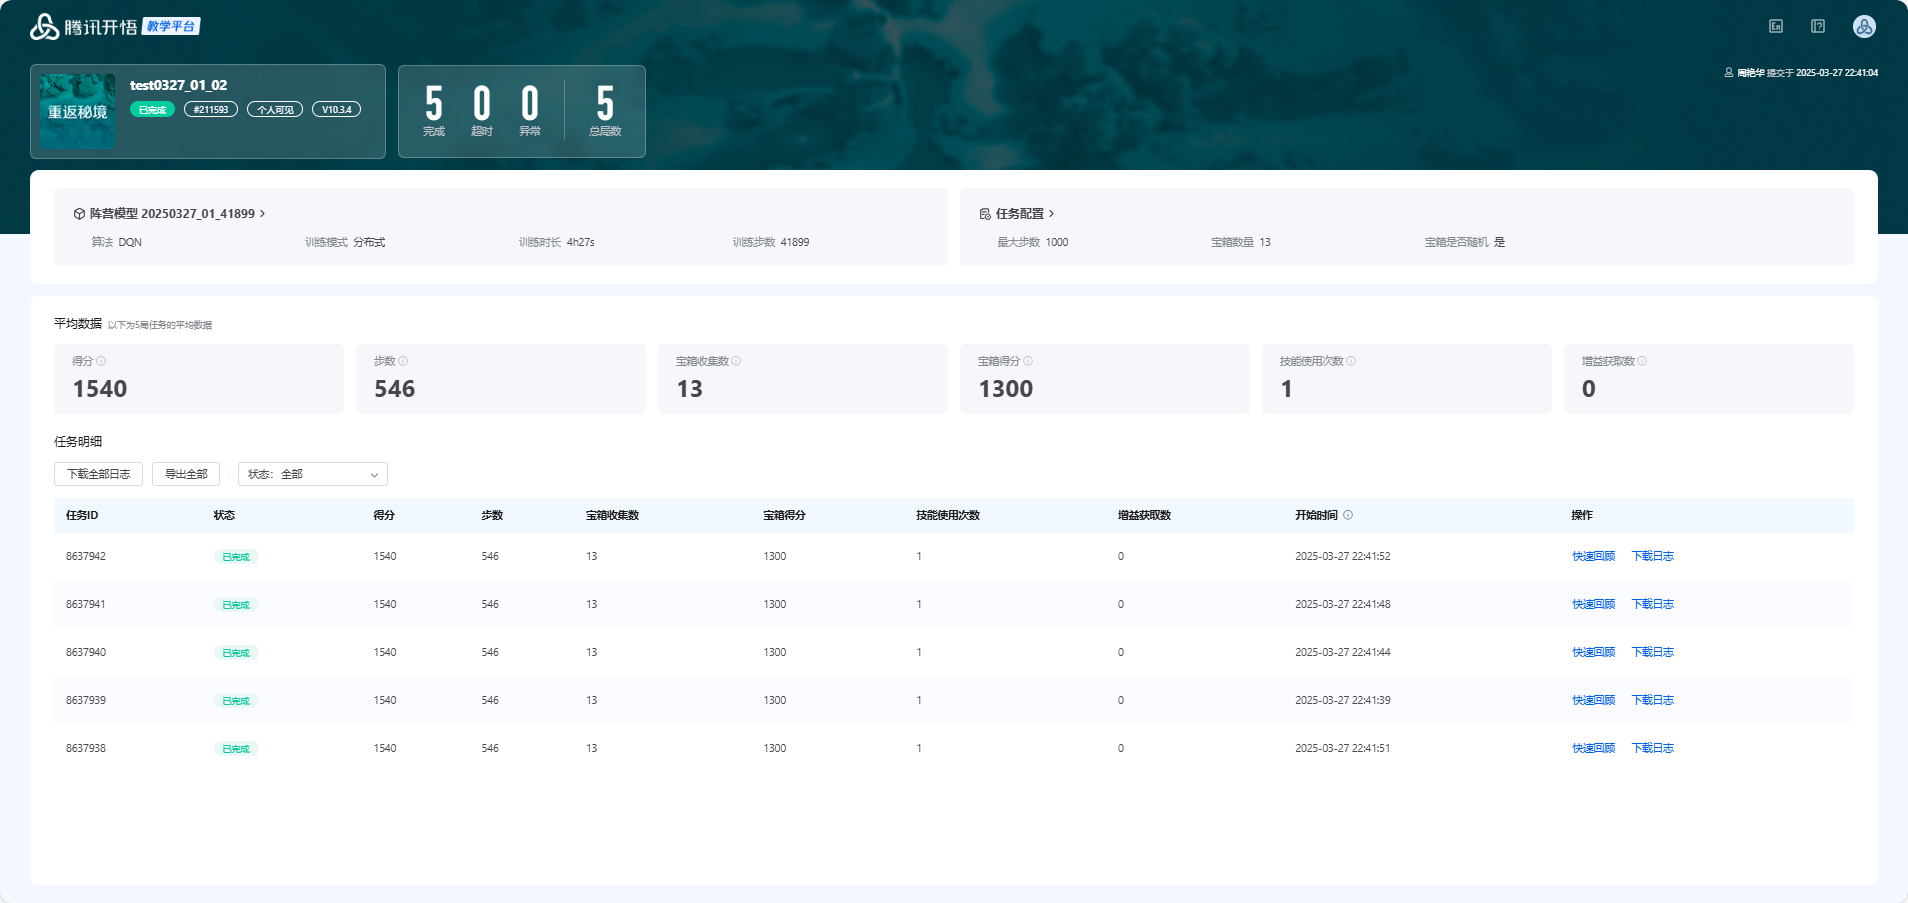 腾讯开悟 教学平台
En
周艳华 提交于 2025-03-27 22:41:04
重返秘境
test0327_01_02
已完成 #211593 个人可见 V10.3.4
5 0 0 5
完成 超时 异常 总局数
阵营模型 20250327_01_41899
算法 DQN 训练模式 分布式 训练时长 4h27s 训练步数 41899
任务配置
最大步数 1000 宝箱数量 13 宝箱是否随机 是
平均数据 以下为5局任务的平均数据
得分 步数 宝箱收集数 宝箱得分 技能使用次数 增益获取数
1540 546 13 1300 1 0
任务明细
下载全部日志 导出全部 状态: 全部
任务ID 状态 得分 步数 宝箱收集数 宝箱得分 技能使用次数 增益获取数 开始时间 操作
8637942 已完成 1540 546 13 1300 1 0 2025-03-27 22:41:52 快速回顾 下载日志
8637941 已完成 1540 546 13 1300 1 0 2025-03-27 22:41:48 快速回顾 下载日志
8637940 已完成 1540 546 13 1300 1 0 2025-03-27 22:41:44 快速回顾 下载日志
8637939 已完成 1540 546 13 1300 1 0 2025-03-27 22:41:39 快速回顾 下载日志
8637938 已完成 1540 546 13 1300 1 0 2025-03-27 22:41:51 快速回顾 下载日志